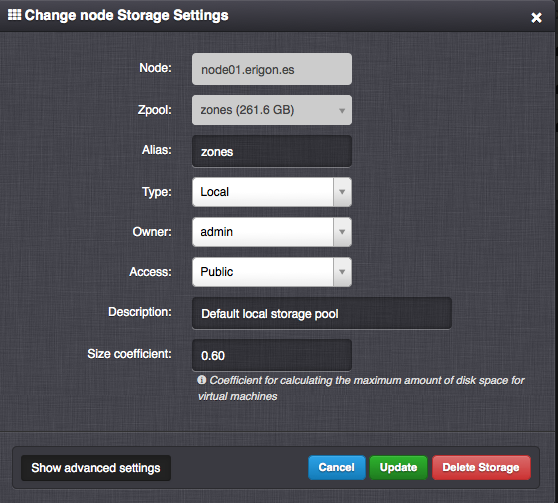 Change node Storage Settings
Node: node01.erigon.es
Zpool: zones (261.6 GB)
Alias: zones
Type: Local
Owner: admin
Access: Public
Description: Default local storage pool
Size coefficient: 0.60
Coefficient for calculating the maximum amount of disk space for
virtual machines
Show advanced settings Cancel Update Delete Storage